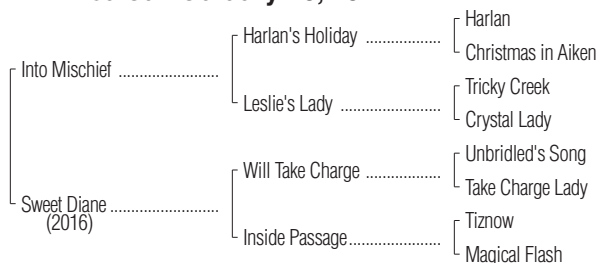 Harlan
Harlan's Holiday ..................
Christmas in Aiken
Into Mischief ........................
Tricky Creek
Leslie's Lady ........................
Crystal Lady
Unbridled's Song
Will Take Charge ..................
Take Charge Lady
Sweet Diane ..........................
(2016)
Tiznow
Inside Passage......................
Magical Flash